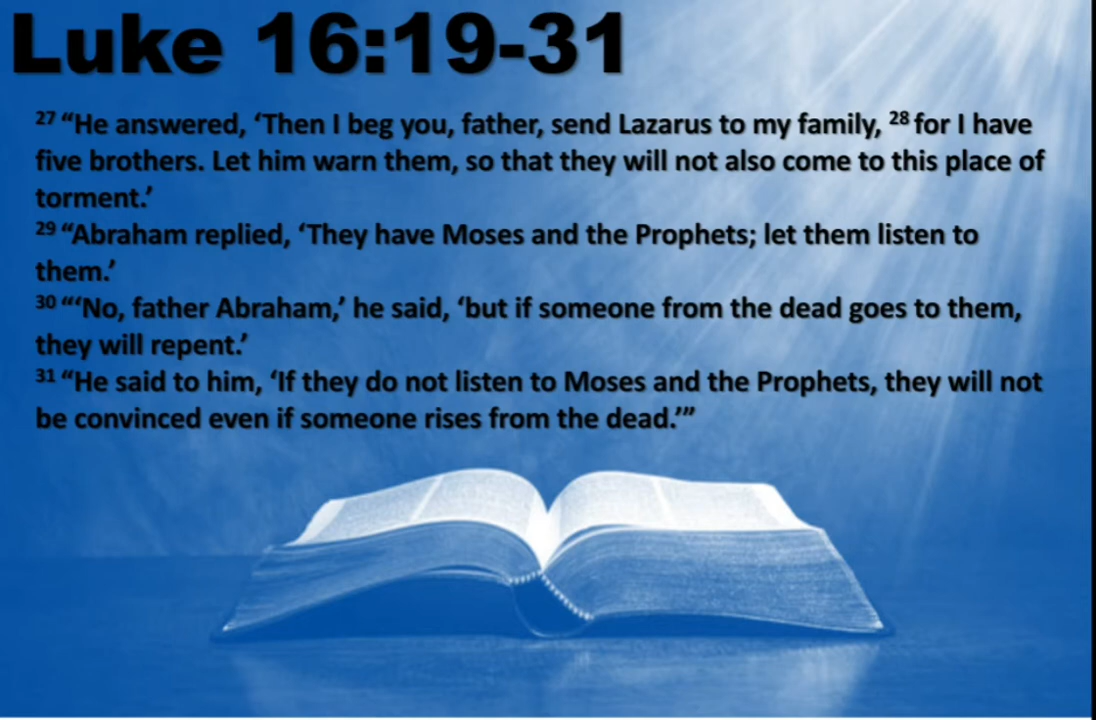 Luke 16:19-31
27 “He answered, ‘Then I beg you, father, send Lazarus to my family, 28 for I have
five brothers. Let him warn them, so that they will not also come to this place of
torment.’
29 “Abraham replied, ‘They have Moses and the Prophets; let them listen to
them.’
30 “‘No, father Abraham,’ he said, ‘but if someone from the dead goes to them,
they will repent.’
31 “He said to him, ‘If they do not listen to Moses and the Prophets, they will not
be convinced even if someone rises from the dead.’”